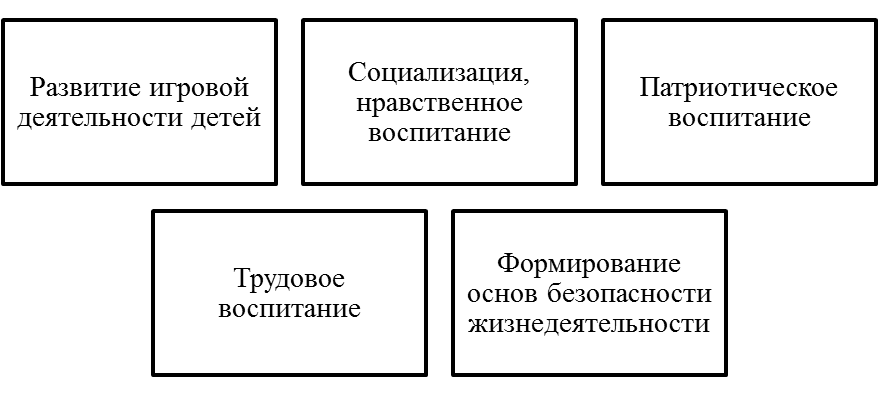 Развитие игровой
деятельности детей
Социализация,
нравственное
воспитание
Патриотическое
воспитание
Трудовое
воспитание
Формирование
основ безопасности
жизнедеятельности